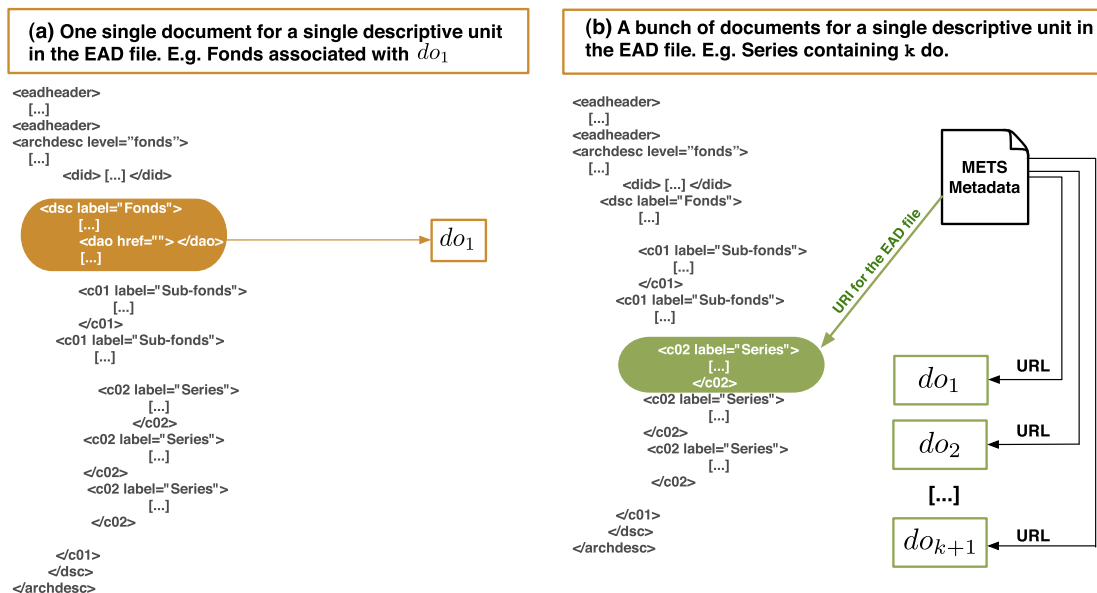 (a) One single document for a single descriptive unit
in the EAD file. E.g. Fonds associated with do1
<eadheader>
[...]
<eadheader>
<archdesc level=”fonds”>
[...]
<did> [...] </did>
<dsc label="Fonds">
[...]
<dao href=""> </dao>
[...]
do1
<c01 label="Sub-fonds">
[...]
</c01>
<c01 label="Sub-fonds">
[...]
<c02 label="Series">
[...]
</c02>
<c02 label="Series">
[...]
</c02>
<c02 label="Series">
[...]
</c02>
</c01>
</dsc>
</archdesc>
(b) A bunch of documents for a single descriptive unit in
the EAD file. E.g. Series containing k do.
<eadheader>
[...]
<eadheader>
<archdesc level=”fonds”>
[...]
<did> [...] </did>
<dsc label="Fonds">
[...]
<c01 label="Sub-fonds">
[...]
</c01>
<c01 label="Sub-fonds">
[...]
<c02 label="Series">
[...]
</c02>
<c02 label="Series">
[...]
</c02>
<c02 label="Series">
[...]
</c02>
</c01>
</dsc>
</archdesc>
METS
Metadata
URI for the EAD file
URL
do1
URL
do2
[...]
URL
dok+1